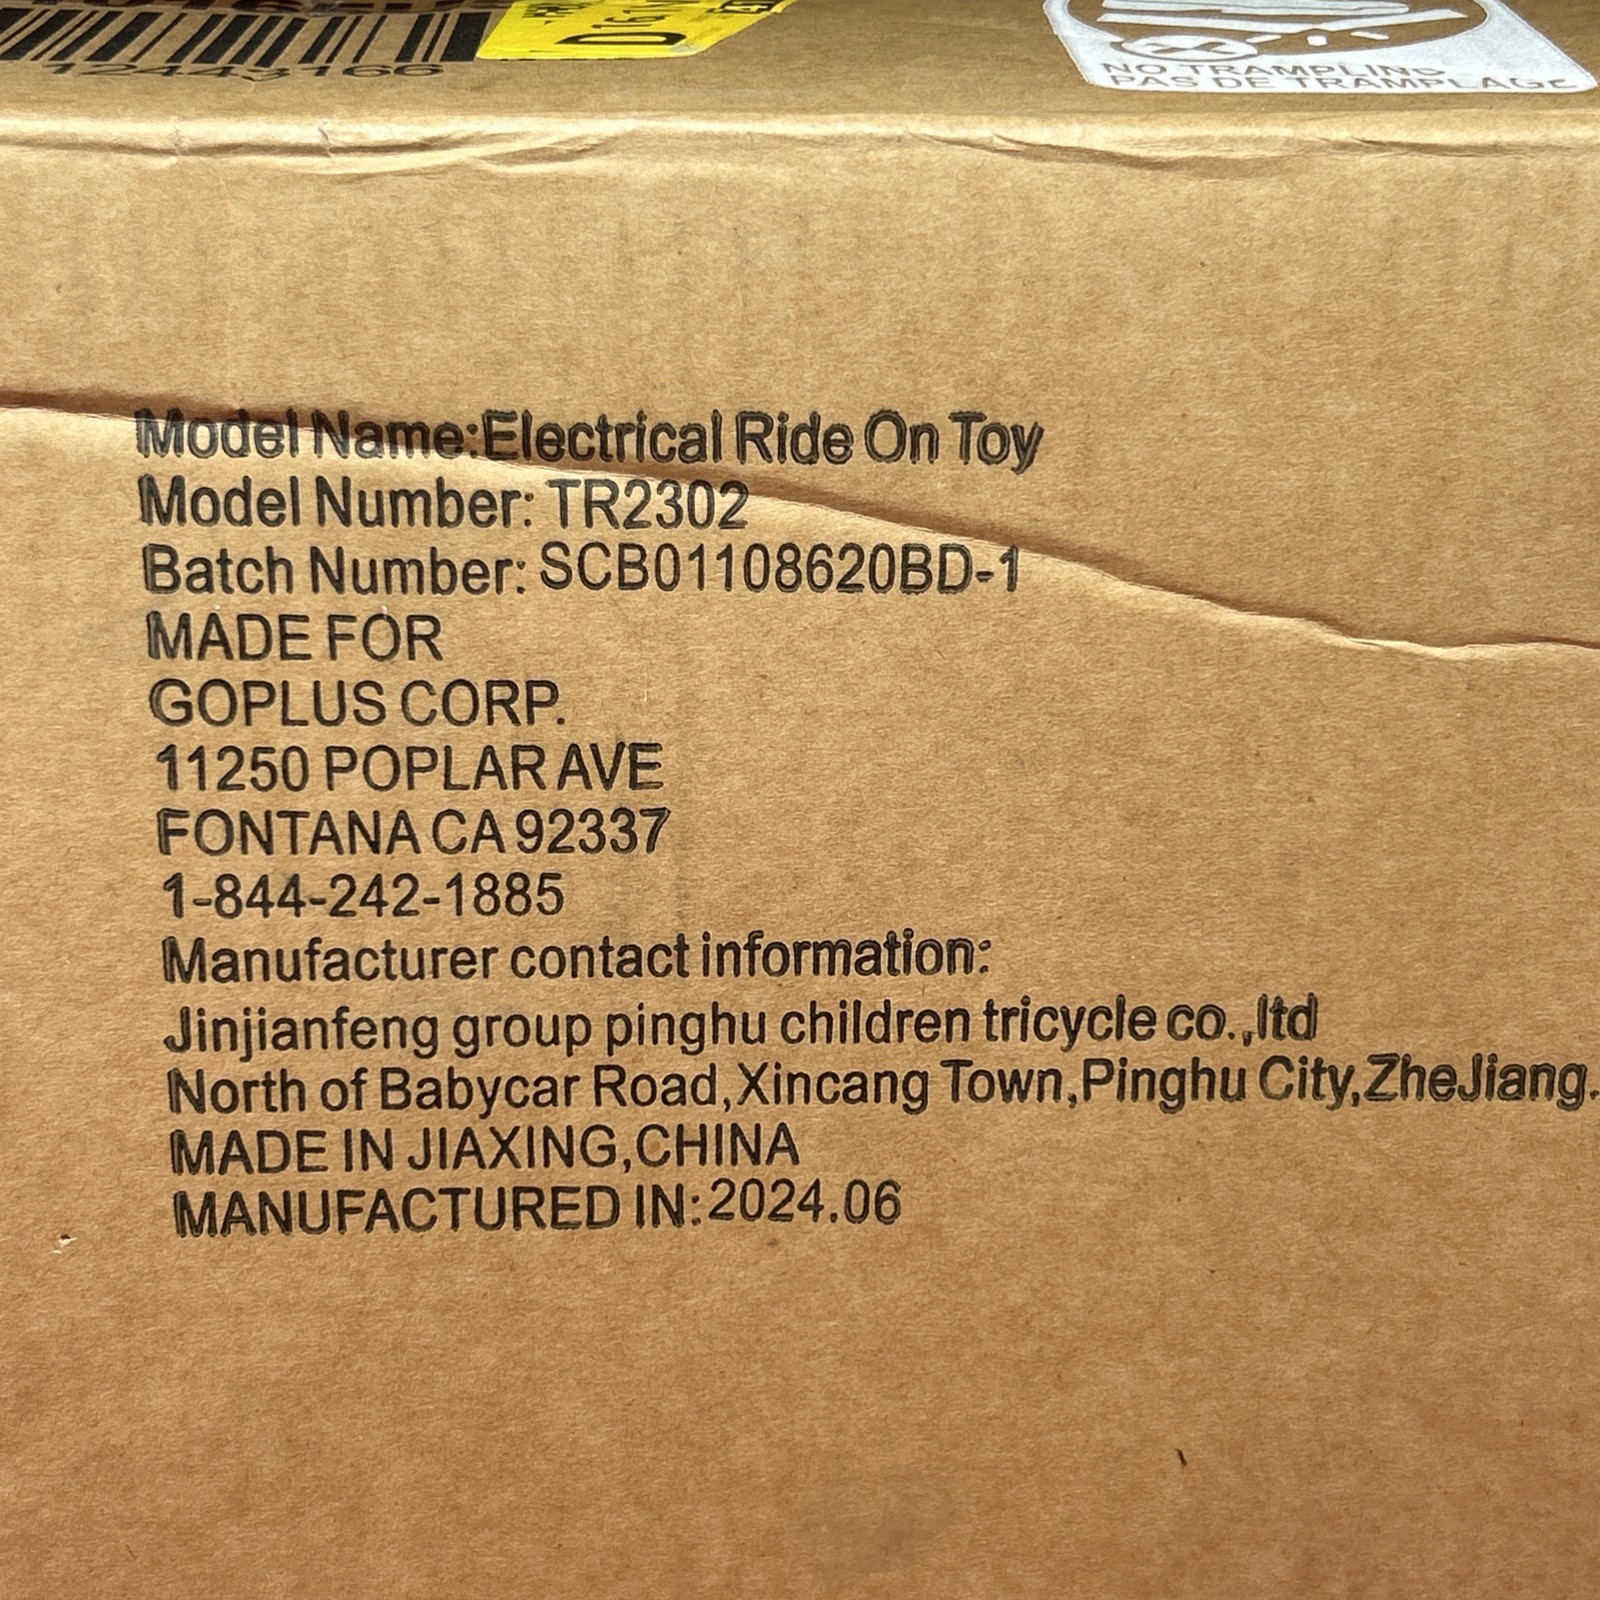 124443166
NO TRAMPLING
PAS DE TRAMPLAGE
Model Name:Electrical Ride On Toy
Model Number: TR2302
Batch Number: SCB01108620BD-1
MADE FOR
GOPLUS CORP.
11250 POPLAR AVE
FONTANA CA 92337
1-844-242-1885
Manufacturer contact information:
Jinjianfeng group pinghu children tricycle co.,ltd
North of Babycar Road,Xincang Town,Pinghu City,ZheJiang.
MADE IN JIAXING,CHINA
MANUFACTURED IN:2024.06